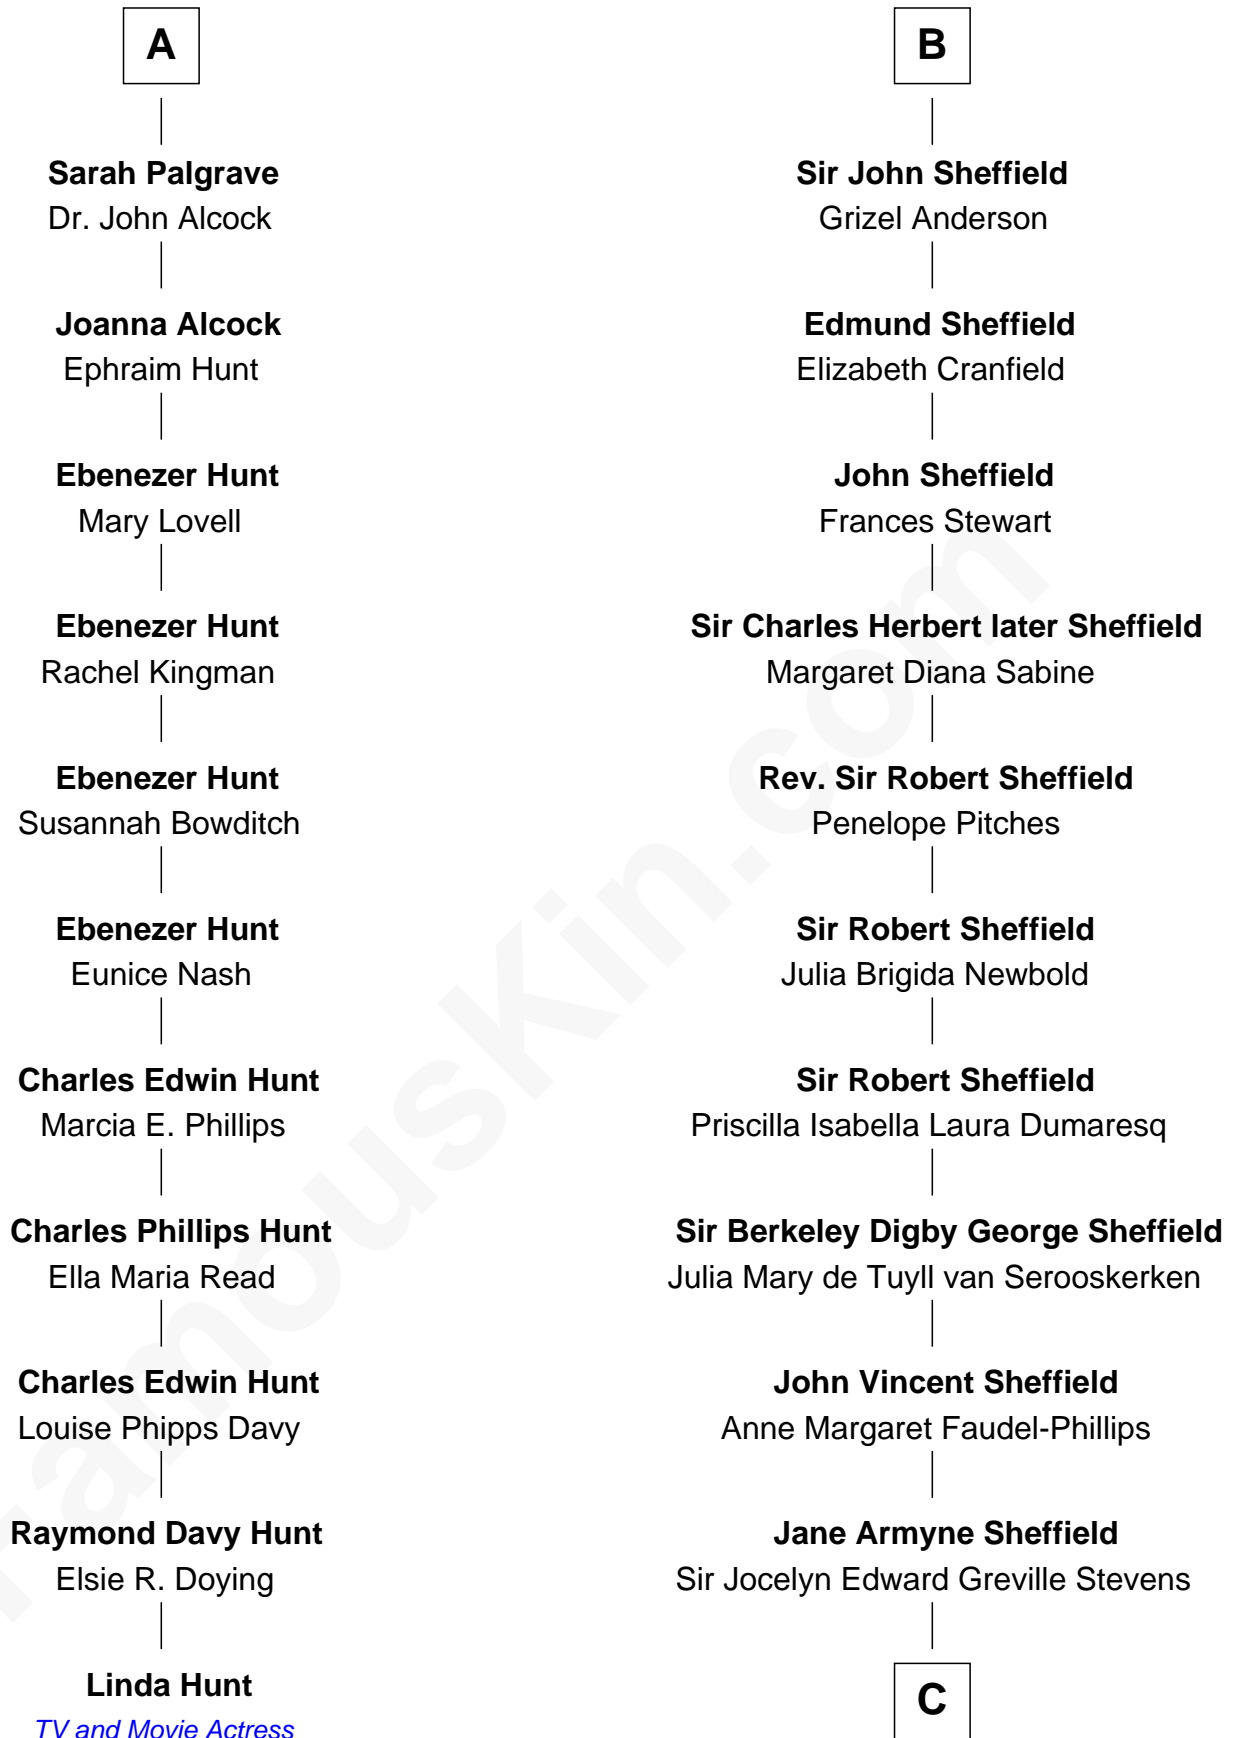 A
Sarah Palgrave
Dr. John Alcock
Joanna Alcock
Ephraim Hunt
Ebenezer Hunt
Mary Lovell
Ebenezer Hunt
Rachel Kingman
Ebenezer Hunt
Susannah Bowditch
Ebenezer Hunt
Eunice Nash
Charles Edwin Hunt
Marcia E. Phillips
Charles Phillips Hunt
Ella Maria Read
Charles Edwin Hunt
Louise Phipps Davy
Raymond Davy Hunt
Elsie R. Doying
Linda Hunt
TV and Movie Actress
B
Sir John Sheffield
Grizel Anderson
Edmund Sheffield
Elizabeth Cranfield
John Sheffield
Frances Stewart
Sir Charles Herbert later Sheffield
Margaret Diana Sabine
Rev. Sir Robert Sheffield
Penelope Pitches
Sir Robert Sheffield
Julia Brigida Newbold
Sir Robert Sheffield
Priscilla Isabella Laura Dumaresq
Sir Berkeley Digby George Sheffield
Julia Mary de Tuyll van Serooskerken
John Vincent Sheffield
Anne Margaret Faudel-Phillips
Jane Armyne Sheffield
Sir Jocelyn Edward Greville Stevens
C
FamousKin.com